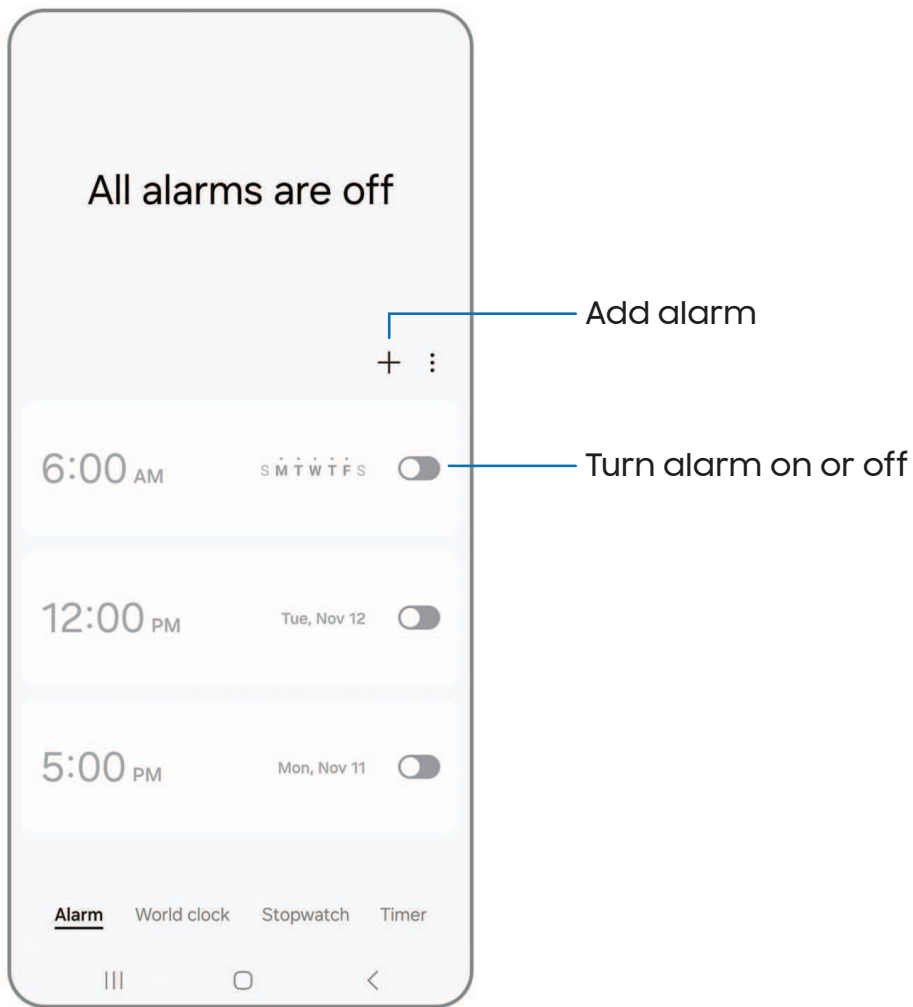 All alarms are off
Add alarm
6:00 AM S M T W T F S Turn alarm on or off
12:00 PM Tue, Nov 12
5:00 PM Mon, Nov 11
Alarm World clock Stopwatch Timer